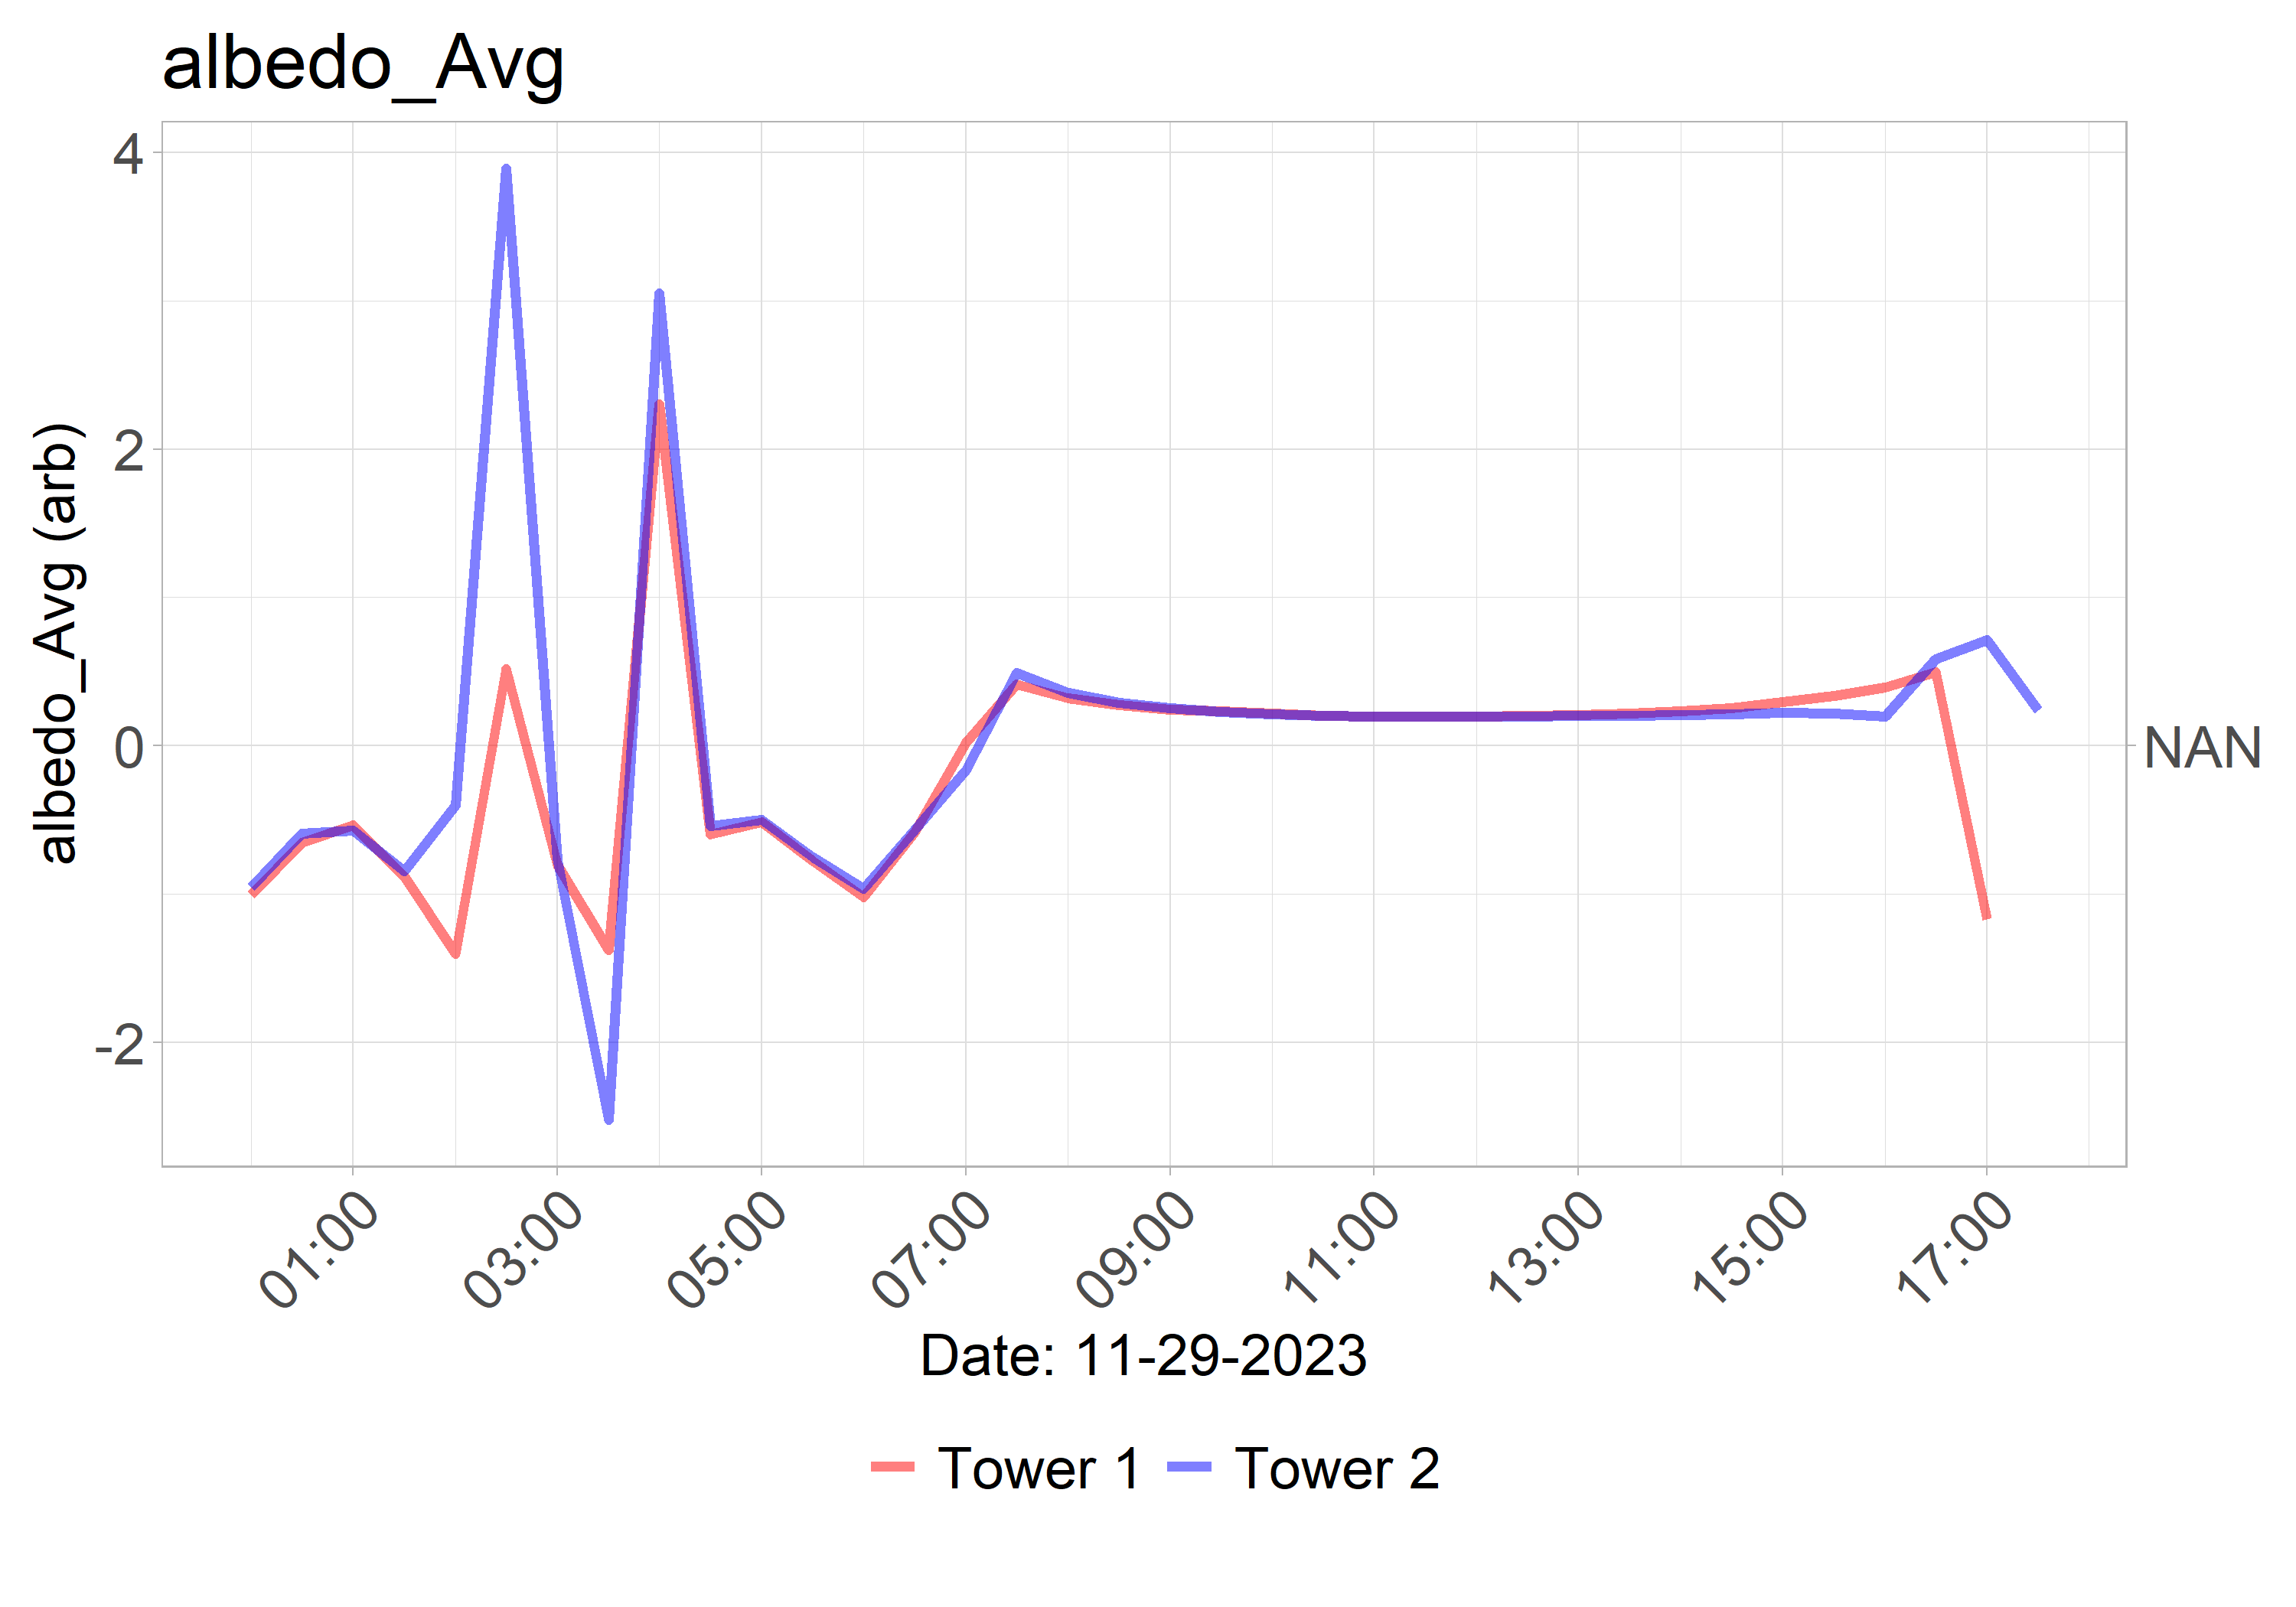 albedo_Avg
albedo_Avg (arb)
4
2
0
-2
NAN
01:00 03:00 05:00 07:00 09:00 11:00 13:00 15:00 17:00
Date: 11-29-2023
Tower 1 Tower 2